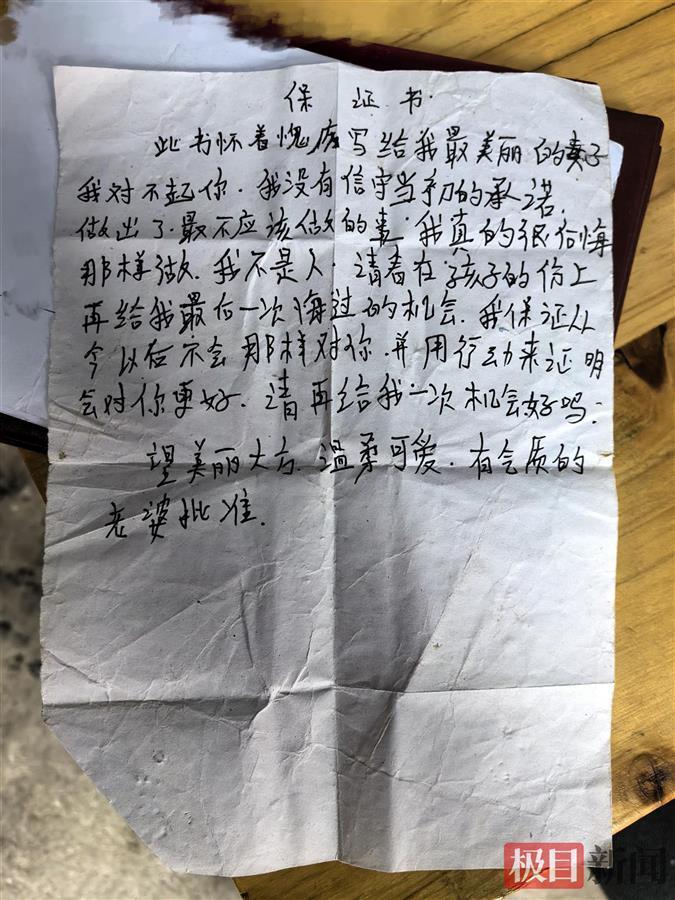 保证书.
此书怀着愧疚写给我最美丽的妻子
我对不起你.我没有信守当初的承诺,
做出了.最不应该做的事.我真的很后悔
那样做.我不是人.请看在孩子的份上
再给我最后一次悔过的机会.我保证从
今以后不会那样对你.并用行动来证明
会对你更好.请再给我一次机会好吗?
望美丽大方.温柔可爱.有气质的
老婆批准.
极目新闻